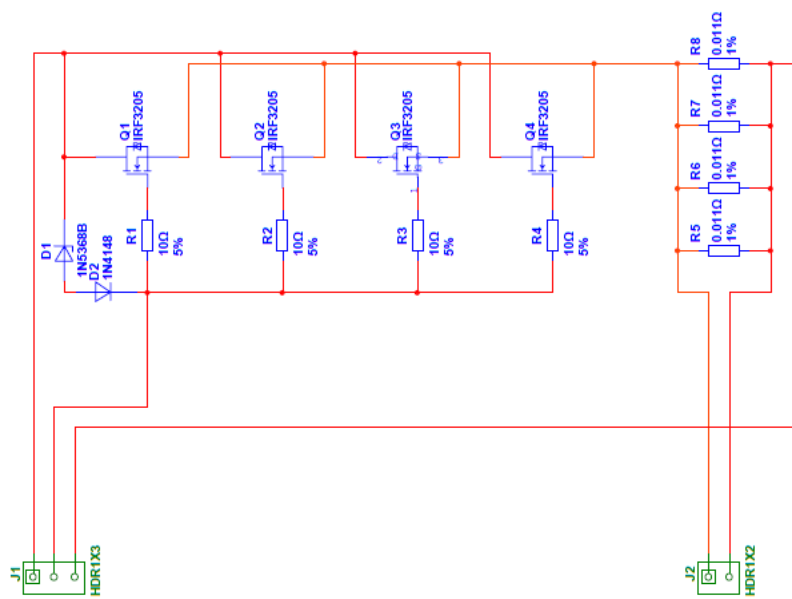 R8
0.011Ω
1%
Q1
IRF3205
Q2
IRF3205
Q3
IRF3205
Q4
IRF3205
R7
0.011Ω
1%
R6
0.011Ω
1%
R5
0.011Ω
1%
R1
10Ω
5%
R2
10Ω
5%
R3
10Ω
5%
R4
10Ω
5%
D1
1N5368B
D2
1N4148
J1
HDR1X3
J2
HDR1X2